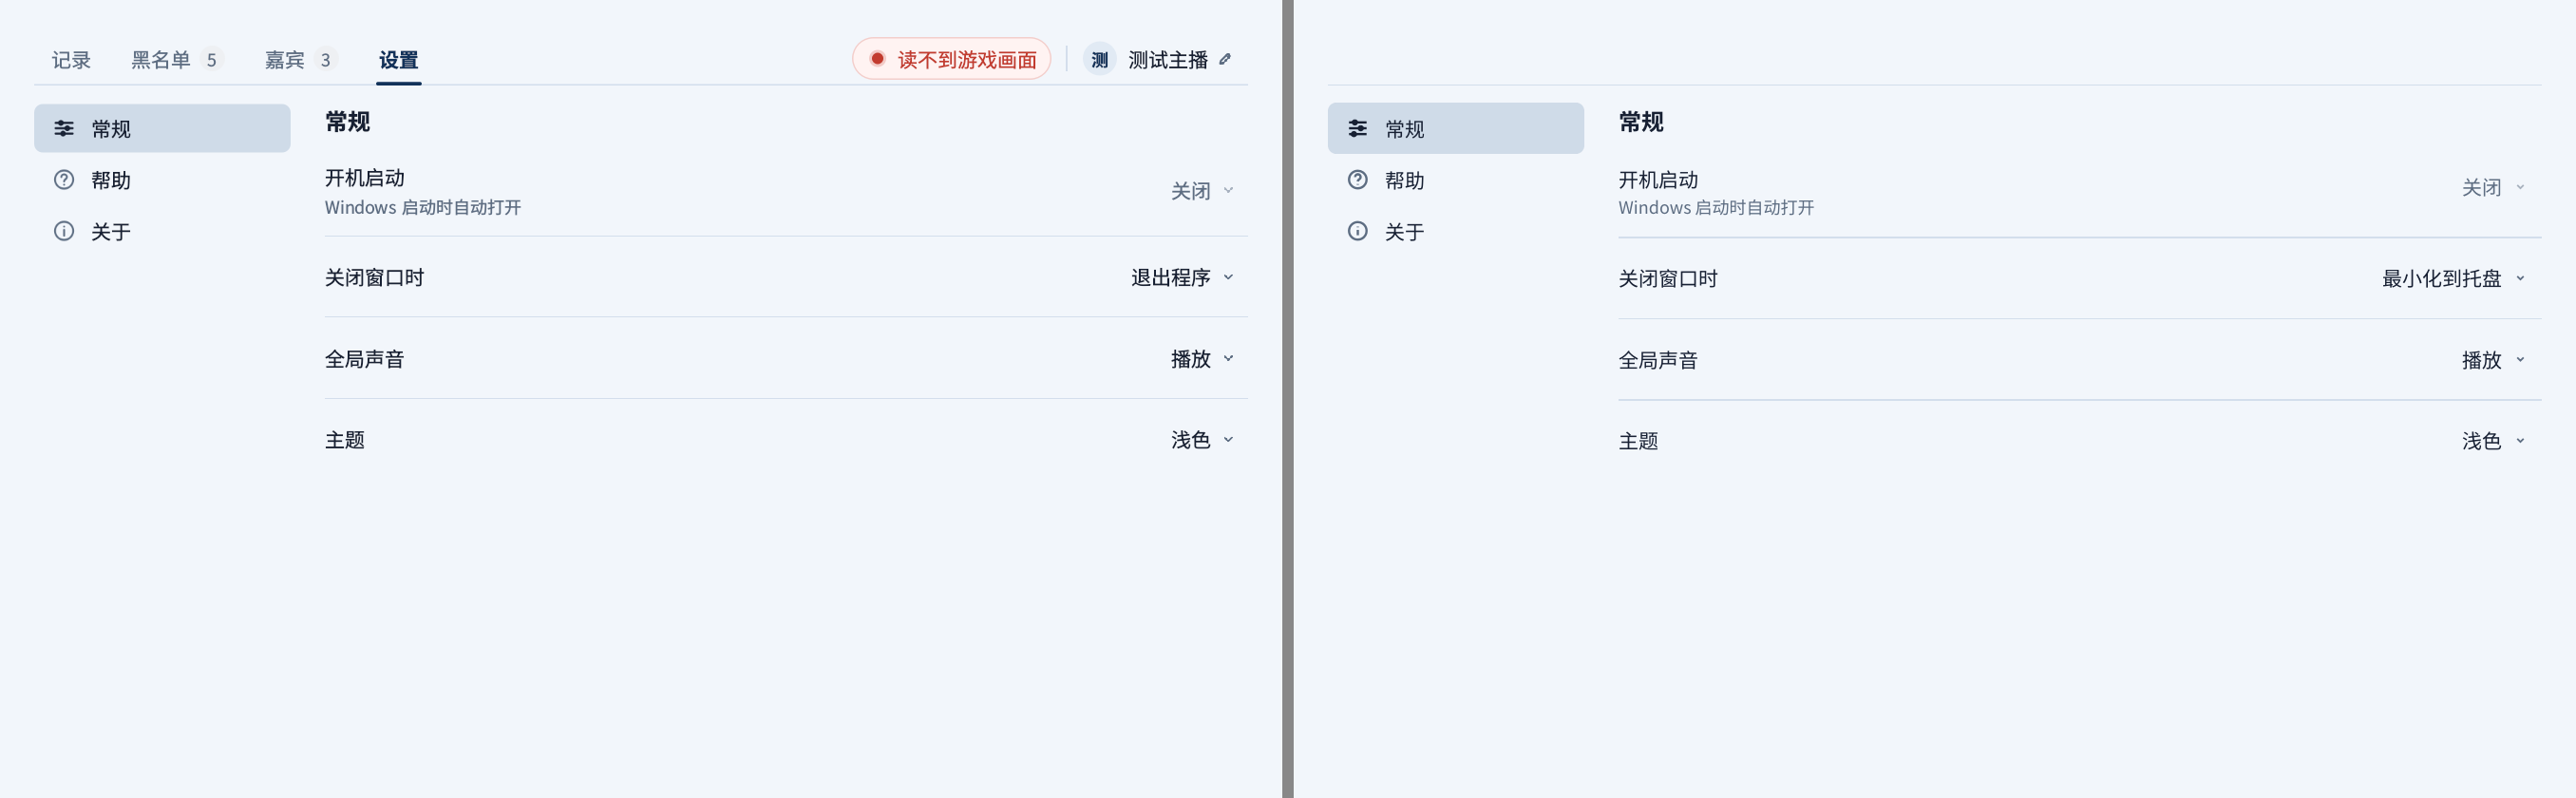 记录 黑名单 5 嘉宾 3 设置 读不到游戏画面 测 测试主播
常规
帮助
关于
常规
开机启动 关闭
Windows 启动时自动打开
关闭窗口时 退出程序
全局声音 播放
主题 浅色
常规
帮助
关于
常规
开机启动 关闭
Windows 启动时自动打开
关闭窗口时 最小化到托盘
全局声音 播放
主题 浅色